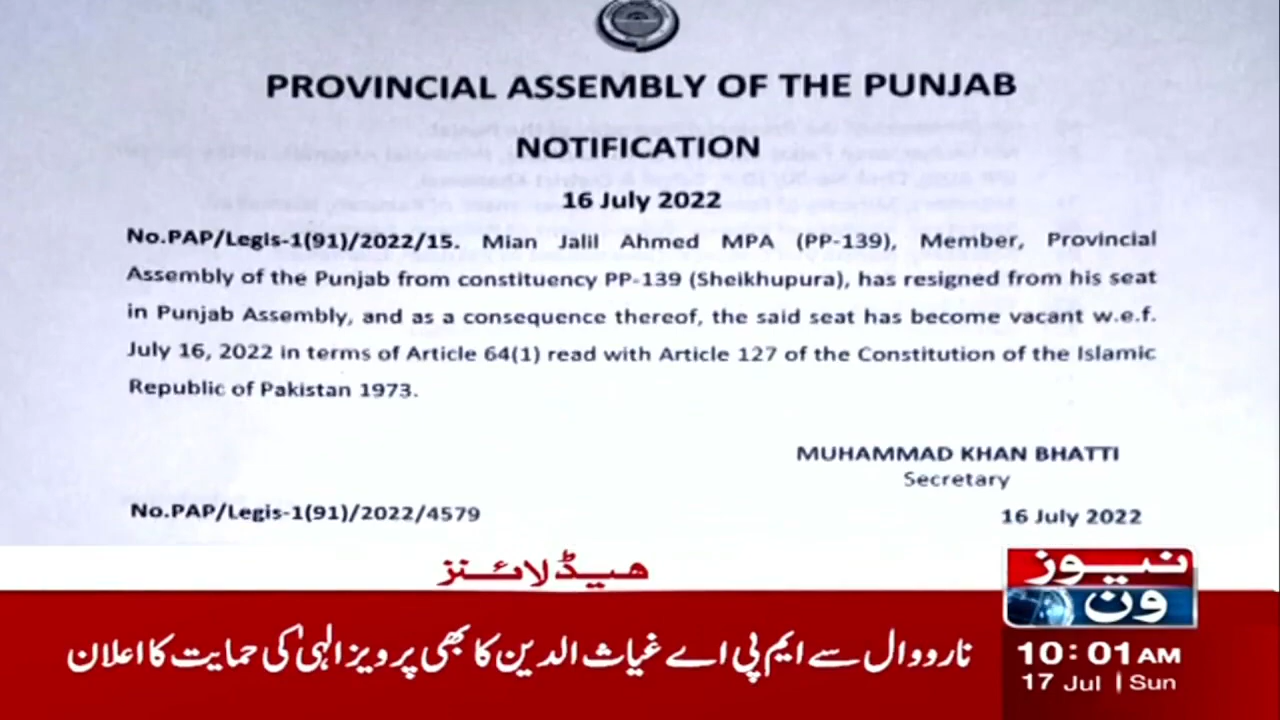 PROVINCIAL ASSEMBLY OF THE PUNJAB
NOTIFICATION
16 July 2022
No.PAP/Legis-1(91)/2022/15. Mian Jalil Ahmed MPA (PP-139), Member, Provincial
Assembly of the Punjab from constituency PP-139 (Sheikhupura), has resigned from his seat
in Punjab Assembly, and as a consequence thereof, the said seat has become vacant w.e.f.
July 16, 2022 in terms of Article 64(1) read with Article 127 of the Constitution of the Islamic
Republic of Pakistan 1973.
MUHAMMAD KHAN BHATTI
Secretary
No.PAP/Legis-1(91)/2022/4579
16 July 2022
ہیڈلائنز
نیوز
ون
نارووال سے ایم پی اے غیاث الدین کا بھی پرویز الہیٰ کی حمایت کا اعلان
10:01AM
17 Jul | Sun